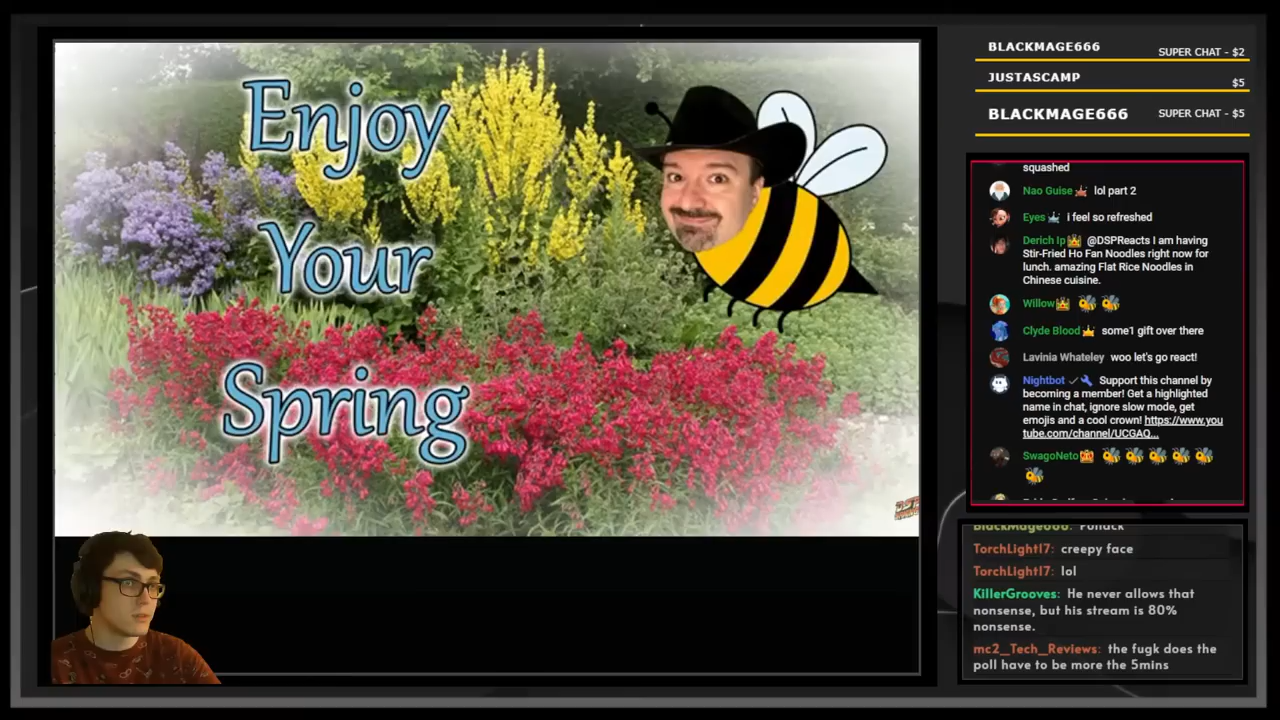 Enjoy
Your
Spring
BLACKMAGE666 SUPER CHAT - $2
JUSTASCAMP $5
BLACKMAGE666 SUPER CHAT - $5
squashed
Nao Guise lol part 2
Eyes i feel so refreshed
Derich Ip @DSPReacts I am having
Stir-Fried Ho Fan Noodles right now for
lunch. amazing Flat Rice Noodles in
Chinese cuisine.
Willow
Clyde Blood some1 gift over there
Lavinia Whateley woo let's go react!
Nightbot Support this channel by
becoming a member! Get a highlighted
name in chat, ignore slow mode, get
emojis and a cool crown! https://www.you
tube.com/channel/UCGAO...
SwagoNeto
BlackMage666: Pollack
TorchLight17: creepy face
TorchLight17: lol
KillerGrooves: He never allows that
nonsense, but his stream is 80%
nonsense.
mc2_Tech_Reviews: the fugk does the
poll have to be more the 5mins